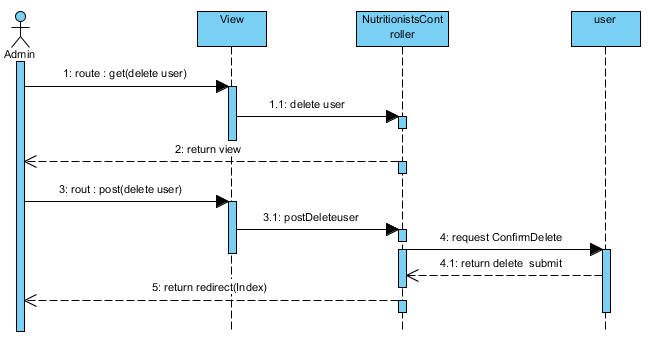 View
NutritionistsCont
roller
user
Admin
1: route : get(delete user)
1.1: delete user
2: return view
3: rout : post(delete user)
3.1: postDeleteuser
4: request ConfirmDelete
4.1: return delete  submit
5: return redirect(Index)